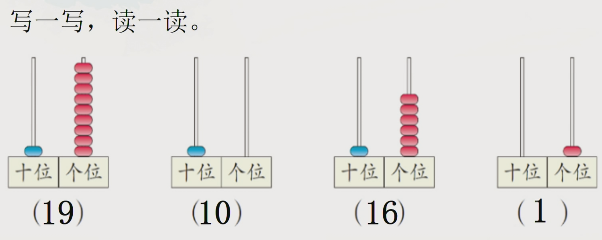 写一写，读一读。
十位 个位 十位 个位 十位 个位 十位 个位
(19) (10) (16) (1)